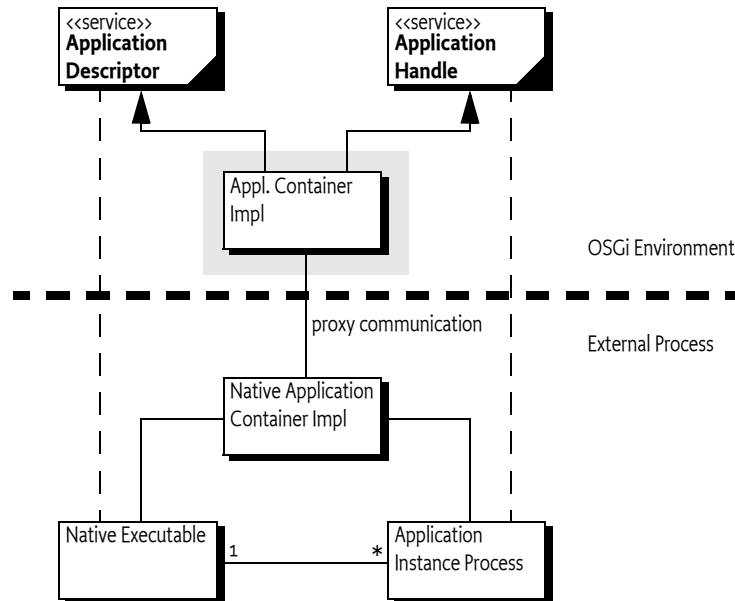 <<service>>
Application
Descriptor
<<service>>
Application
Handle
Appl. Container
Impl
OSGi Environment
proxy communication
External Process
Native Application
Container Impl
Native Executable
1
*
Application
Instance Process